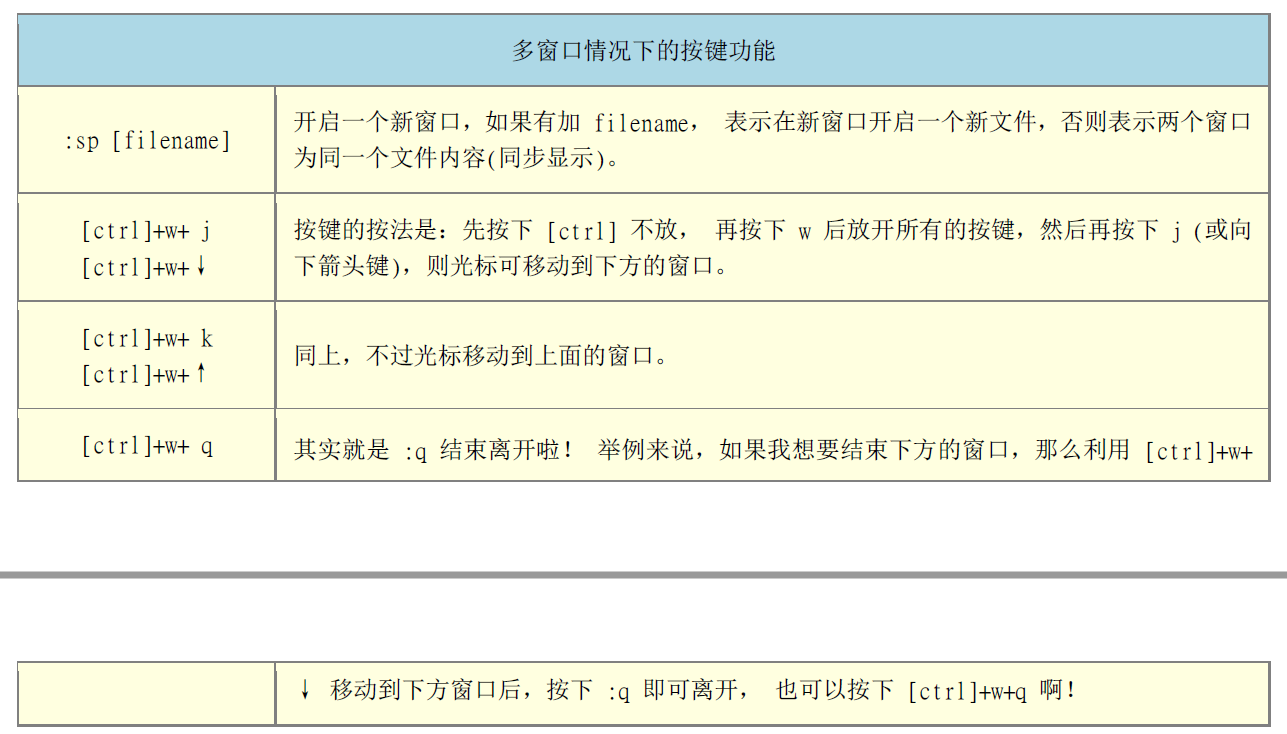 多窗口情况下的按键功能
:sp [filename]
开启一个新窗口，如果有加 filename， 表示在新窗口开启一个新文件，否则表示两个窗口
为同一个文件内容(同步显示)。
[ctrl]+w+ j
[ctrl]+w+↓
按键的按法是：先按下 [ctrl] 不放， 再按下 w 后放开所有的按键，然后再按下 j (或向
下箭头键)，则光标可移动到下方的窗口。
[ctrl]+w+ k
[ctrl]+w+↑
同上，不过光标移动到上面的窗口。
[ctrl]+w+ q
其实就是 :q 结束离开啦！ 举例来说，如果我想要结束下方的窗口，那么利用 [ctrl]+w+
↓ 移动到下方窗口后，按下 :q 即可离开， 也可以按下 [ctrl]+w+q 啊！